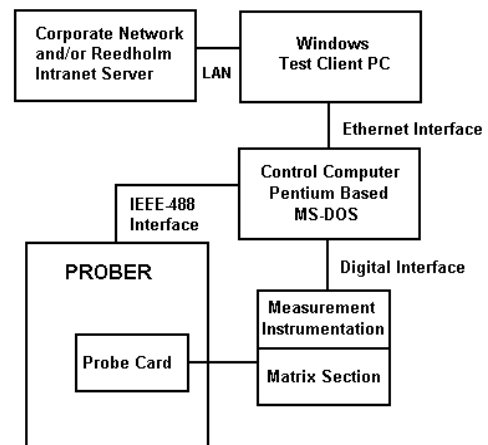 Corporate Network
and/or Reedholm
Intranet Server
LAN
Windows
Test Client PC
Ethernet Interface
Control Computer
Pentium Based
MS-DOS
IEEE-488
Interface
Digital Interface
PROBER
Probe Card
Measurement
Instrumentation
Matrix Section